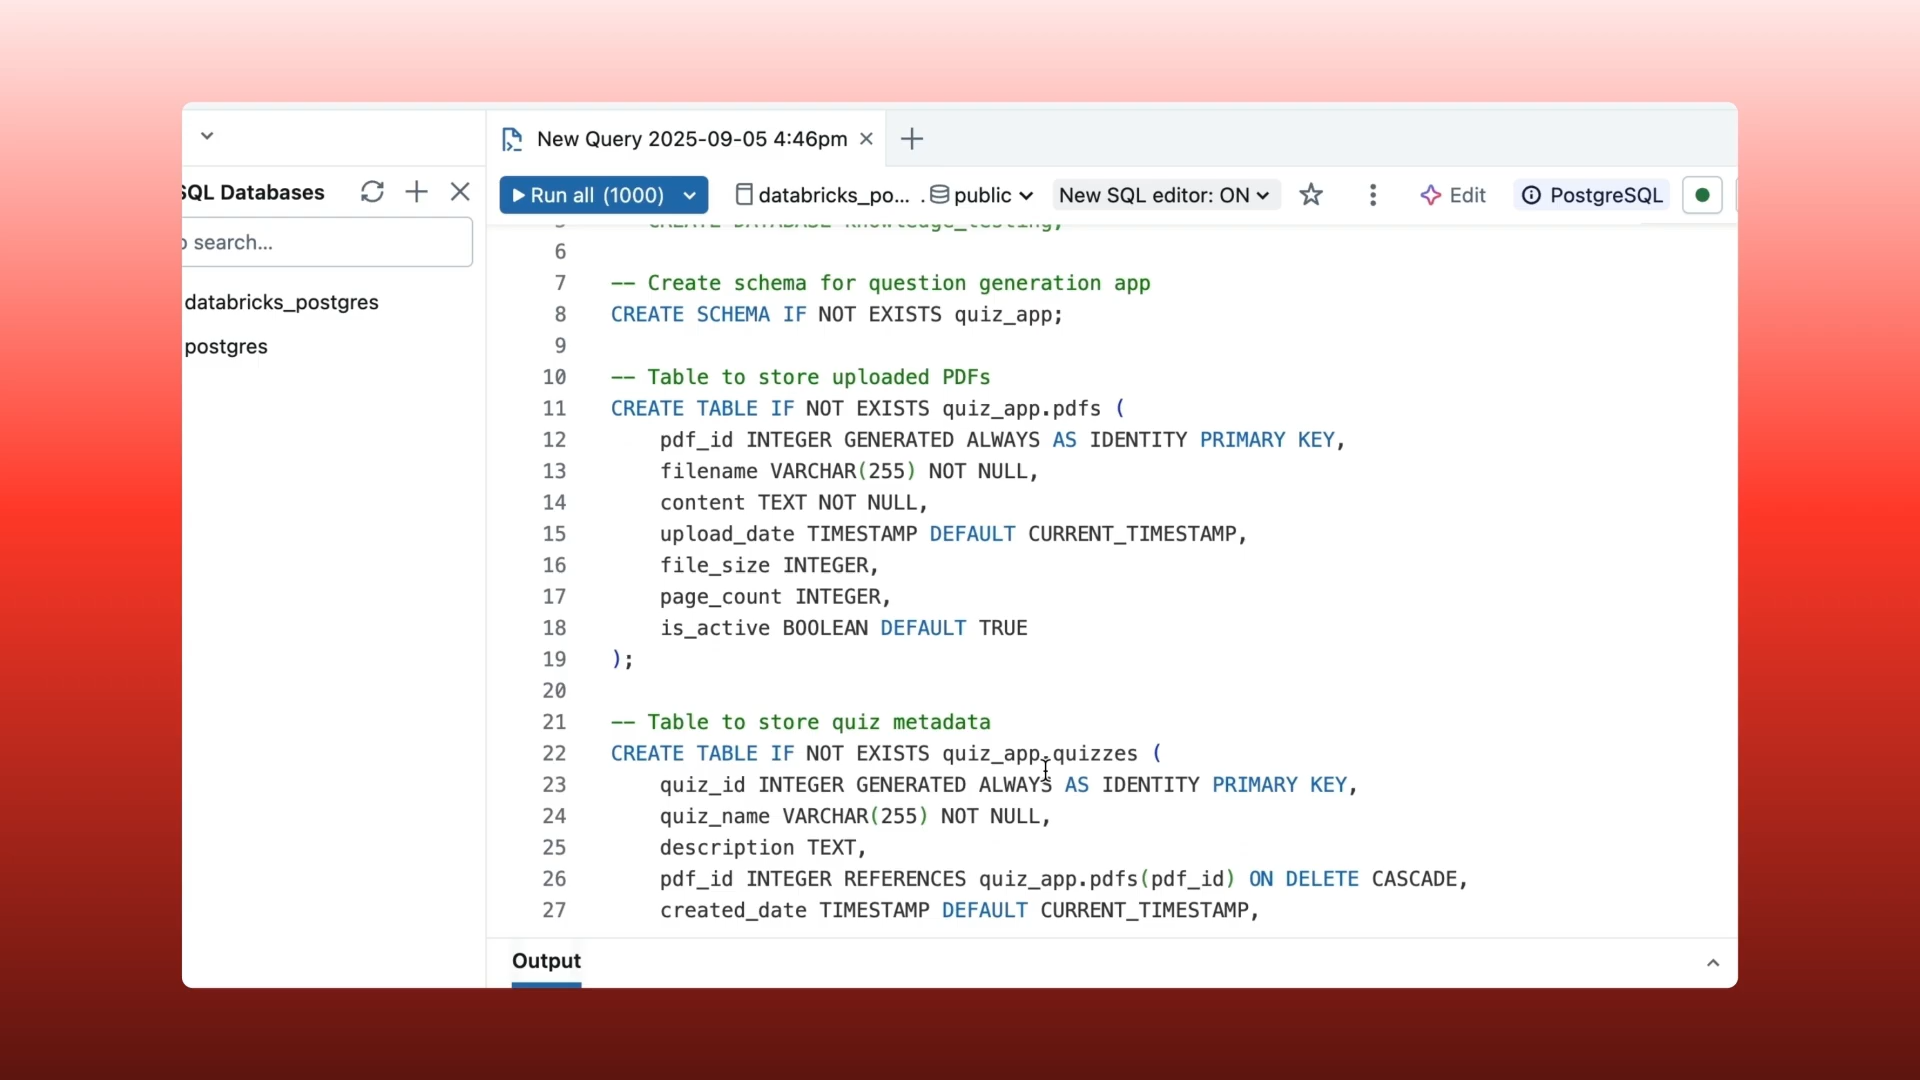 New Query 2025-09-05 4:46pm
SQL Databases
Run all (1000)
databricks_po... . public
New SQL editor: ON
Edit
PostgreSQL
search...
databricks_postgres
postgres
5 CREATE DATABASE knowledge_testing;
6
7 -- Create schema for question generation app
8 CREATE SCHEMA IF NOT EXISTS quiz_app;
9
10 -- Table to store uploaded PDFs
11 CREATE TABLE IF NOT EXISTS quiz_app.pdfs (
12 pdf_id INTEGER GENERATED ALWAYS AS IDENTITY PRIMARY KEY,
13 filename VARCHAR(255) NOT NULL,
14 content TEXT NOT NULL,
15 upload_date TIMESTAMP DEFAULT CURRENT_TIMESTAMP,
16 file_size INTEGER,
17 page_count INTEGER,
18 is_active BOOLEAN DEFAULT TRUE
19 );
20
21 -- Table to store quiz metadata
22 CREATE TABLE IF NOT EXISTS quiz_app.quizzes (
23 quiz_id INTEGER GENERATED ALWAYS AS IDENTITY PRIMARY KEY,
24 quiz_name VARCHAR(255) NOT NULL,
25 description TEXT,
26 pdf_id INTEGER REFERENCES quiz_app.pdfs(pdf_id) ON DELETE CASCADE,
27 created_date TIMESTAMP DEFAULT CURRENT_TIMESTAMP,
Output